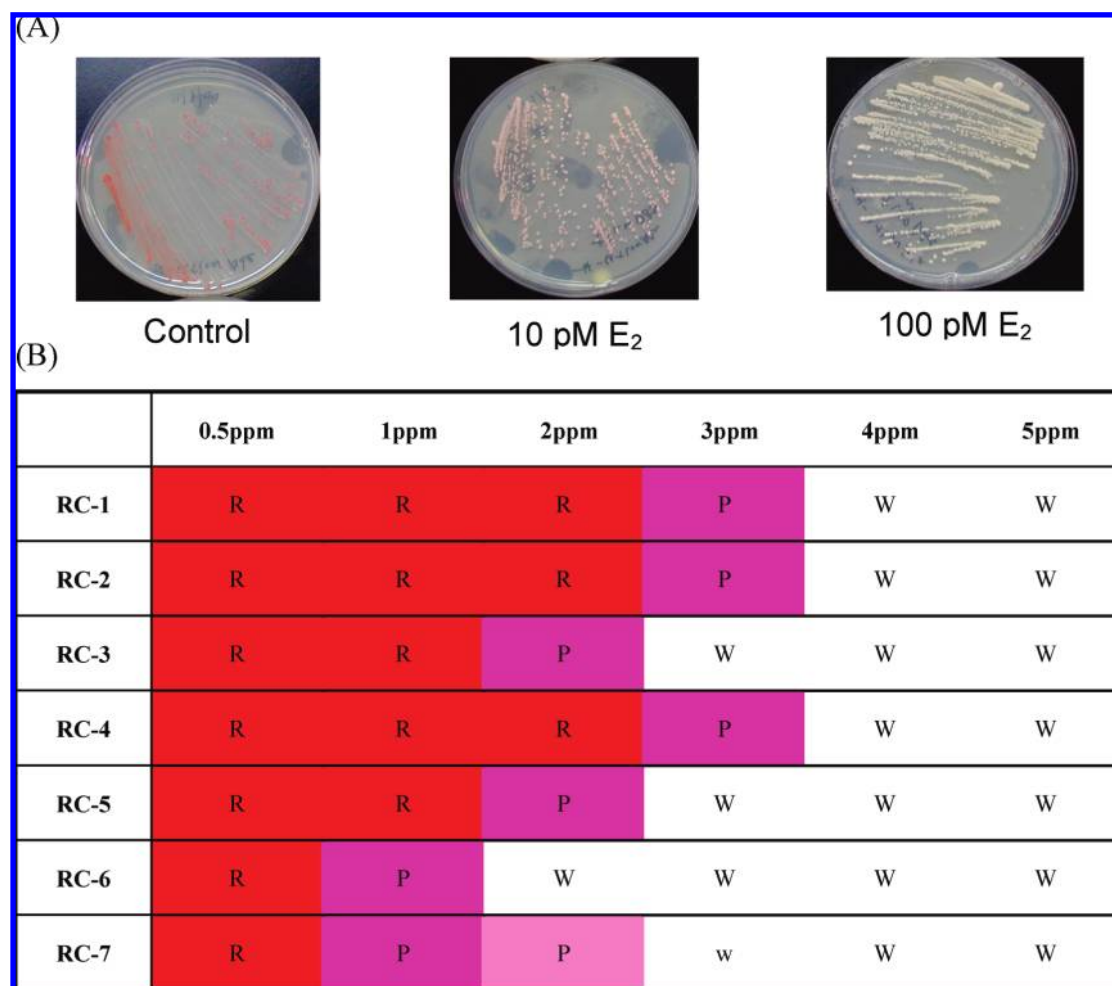 (A)
Control
10 pM E₂
100 pM E₂
(B)
0.5ppm 1ppm 2ppm 3ppm 4ppm 5ppm
RC-1 R R R P W W
RC-2 R R R P W W
RC-3 R R P W W W
RC-4 R R R P W W
RC-5 R R P W W W
RC-6 R P W W W W
RC-7 R P P w W W